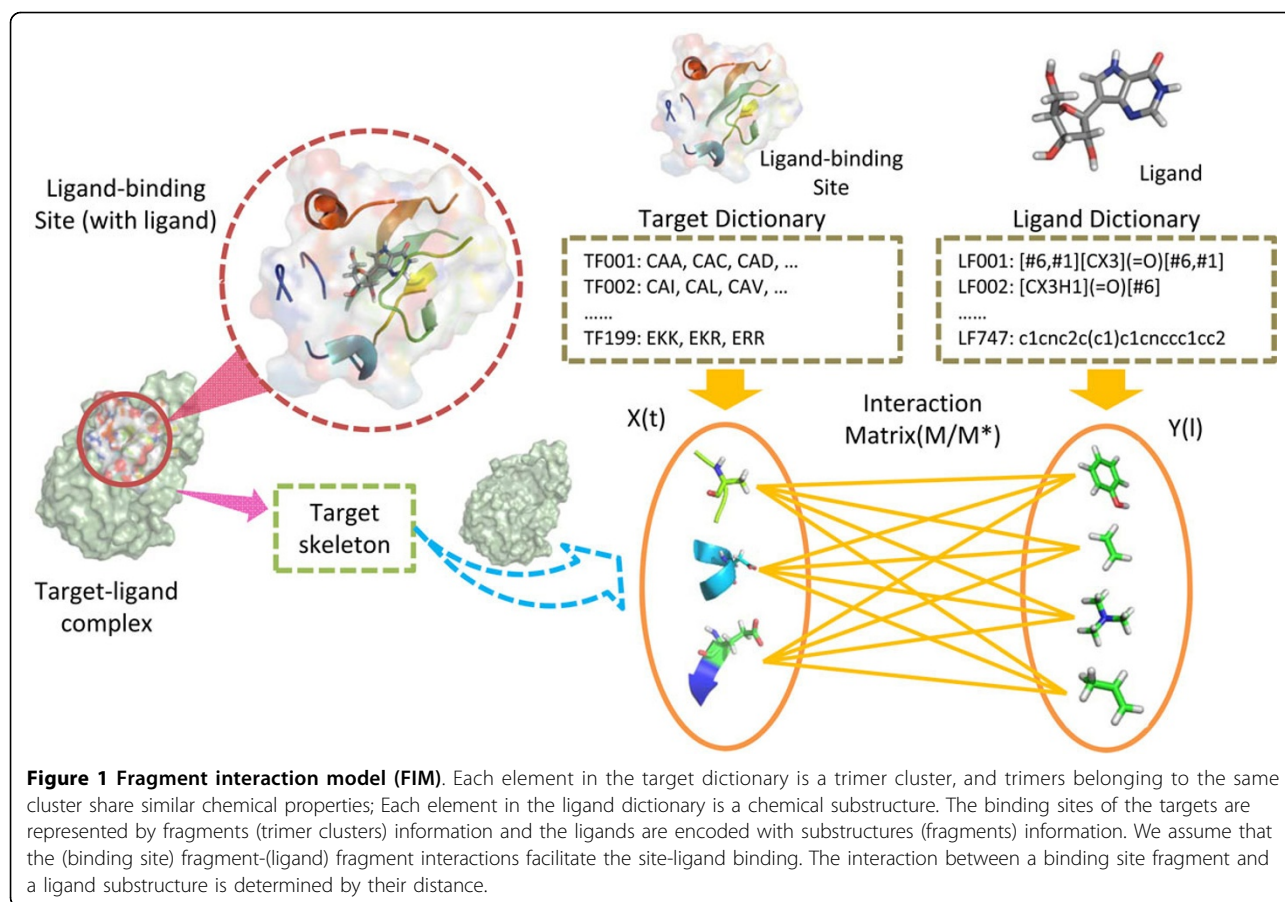 Ligand-binding
Site (with ligand)
Target-ligand
complex
Target
skeleton
Ligand-binding
Site
Target Dictionary
TF001: CAA, CAC, CAD, ...
TF002: CAI, CAL, CAV, ...
......
TF199: EKK, EKR, ERR
Ligand
Ligand Dictionary
LF001: [#6,#1][CX3](=O)[#6,#1]
LF002: [CX3H1](=O)[#6]
......
LF747: c1cnc2c(c1)c1cnccc1cc2
X(t)
Interaction
Matrix(M/M*)
Y(l)
Figure 1 Fragment interaction model (FIM). Each element in the target dictionary is a trimer cluster, and trimers belonging to the same
cluster share similar chemical properties; Each element in the ligand dictionary is a chemical substructure. The binding sites of the targets are
represented by fragments (trimer clusters) information and the ligands are encoded with substructures (fragments) information. We assume that
the (binding site) fragment-(ligand) fragment interactions facilitate the site-ligand binding. The interaction between a binding site fragment and
a ligand substructure is determined by their distance.